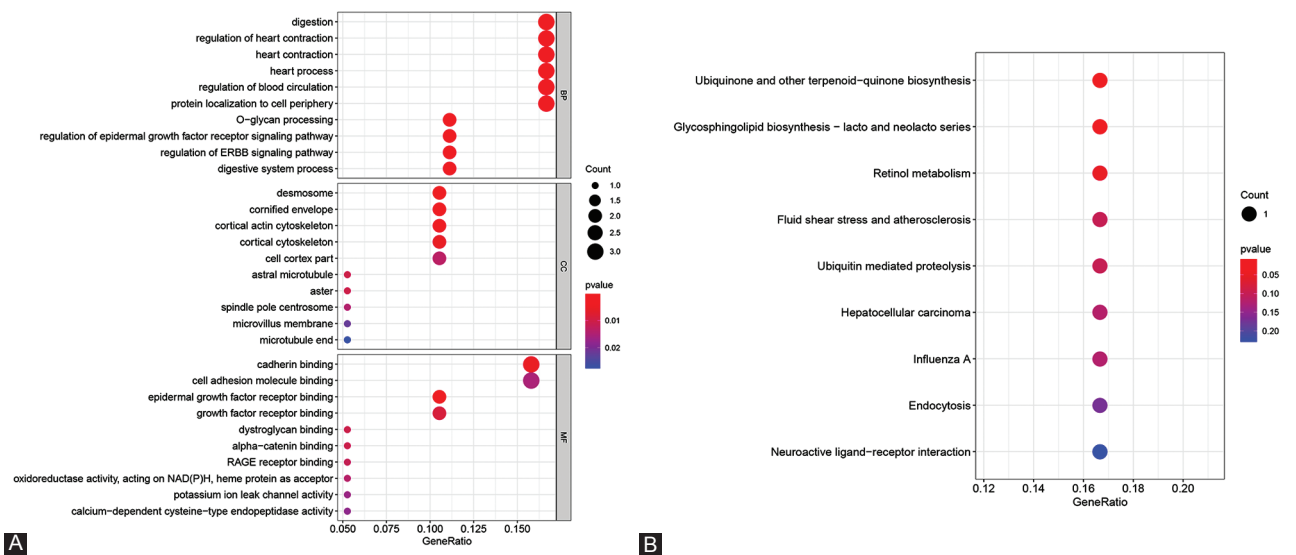 digestion
regulation of heart contraction
heart contraction
heart process
regulation of blood circulation
protein localization to cell periphery
O−glycan processing
regulation of epidermal growth factor receptor signaling pathway
regulation of ERBB signaling pathway
digestive system process
BP
desmosome
cornified envelope
cortical actin cytoskeleton
cortical cytoskeleton
cell cortex part
astral microtubule
aster
spindle pole centrosome
microvillus membrane
microtubule end
CC
cadherin binding
cell adhesion molecule binding
epidermal growth factor receptor binding
growth factor receptor binding
dystroglycan binding
alpha−catenin binding
RAGE receptor binding
oxidoreductase activity, acting on NAD(P)H, heme protein as acceptor
potassium ion leak channel activity
calcium−dependent cysteine−type endopeptidase activity
MF
0.050 0.075 0.100 0.125 0.150
GeneRatio
Count
1.0
1.5
2.0
2.5
3.0
pvalue
0.01
0.02
A
Ubiquinone and other terpenoid−quinone biosynthesis
Glycosphingolipid biosynthesis − lacto and neolacto series
Retinol metabolism
Fluid shear stress and atherosclerosis
Ubiquitin mediated proteolysis
Hepatocellular carcinoma
Influenza A
Endocytosis
Neuroactive ligand−receptor interaction
0.12 0.14 0.16 0.18 0.20
GeneRatio
Count
1
pvalue
0.05
0.10
0.15
0.20
B